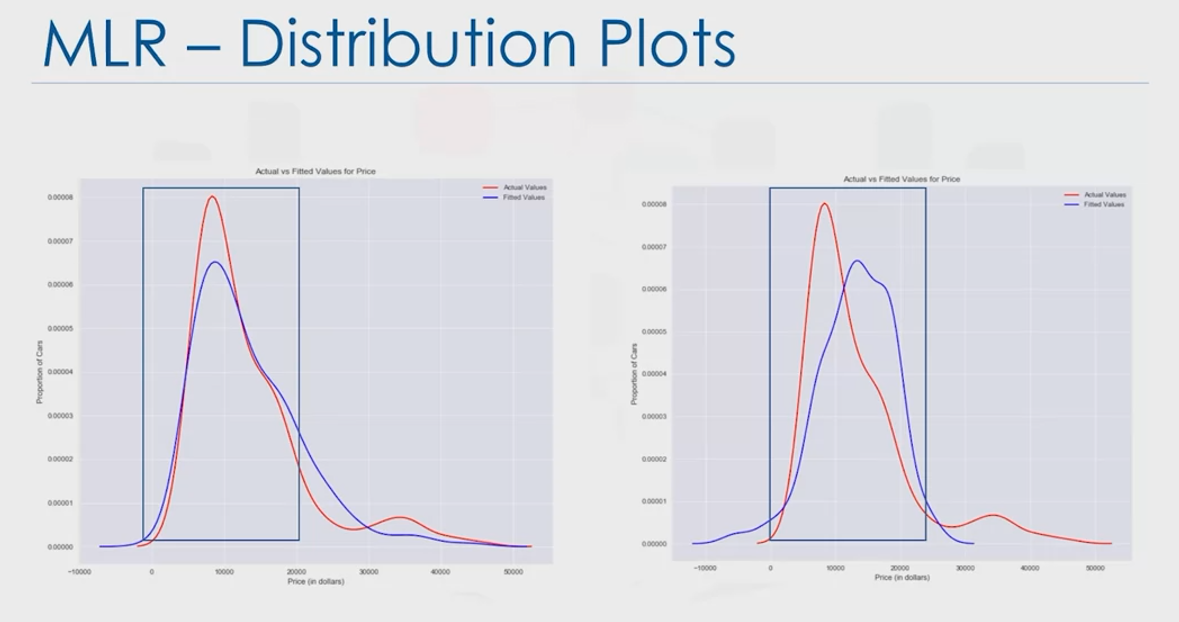 MLR – Distribution Plots
Actual vs Fitted Values for Price
Actual Values
Fitted Values
0.00008
0.00007
0.00006
0.00005
0.00004
0.00003
0.00002
0.00001
0.00000
Proportion of Cars
−10000 0 10000 20000 30000 40000 50000
Price (in dollars)
Actual vs Fitted Values for Price
Actual Values
Fitted Values
0.00008
0.00007
0.00006
0.00005
0.00004
0.00003
0.00002
0.00001
0.00000
Proportion of Cars
−10000 0 10000 20000 30000 40000 50000
Price (in dollars)